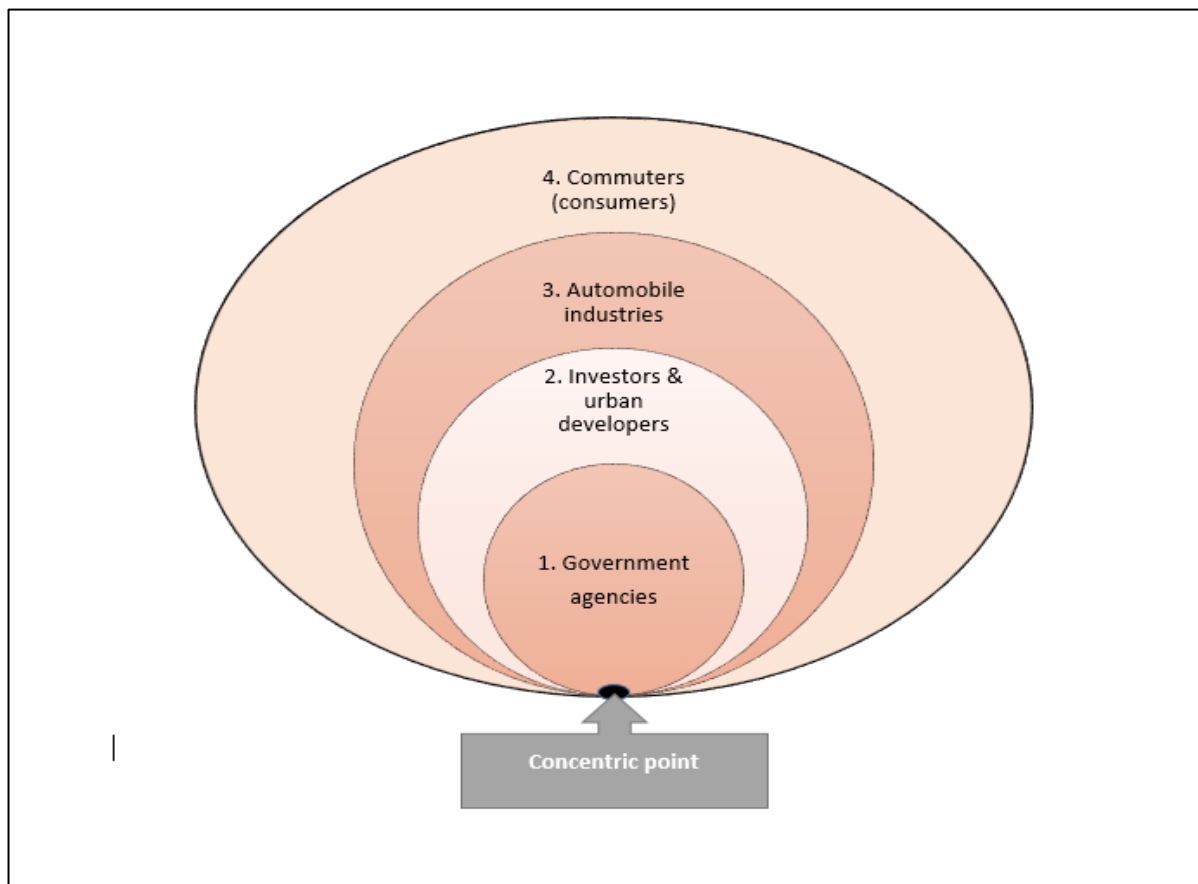 4. Commuters
(consumers)
3. Automobile
industries
2. Investors &
urban
developers
1. Government
agencies
Concentric point